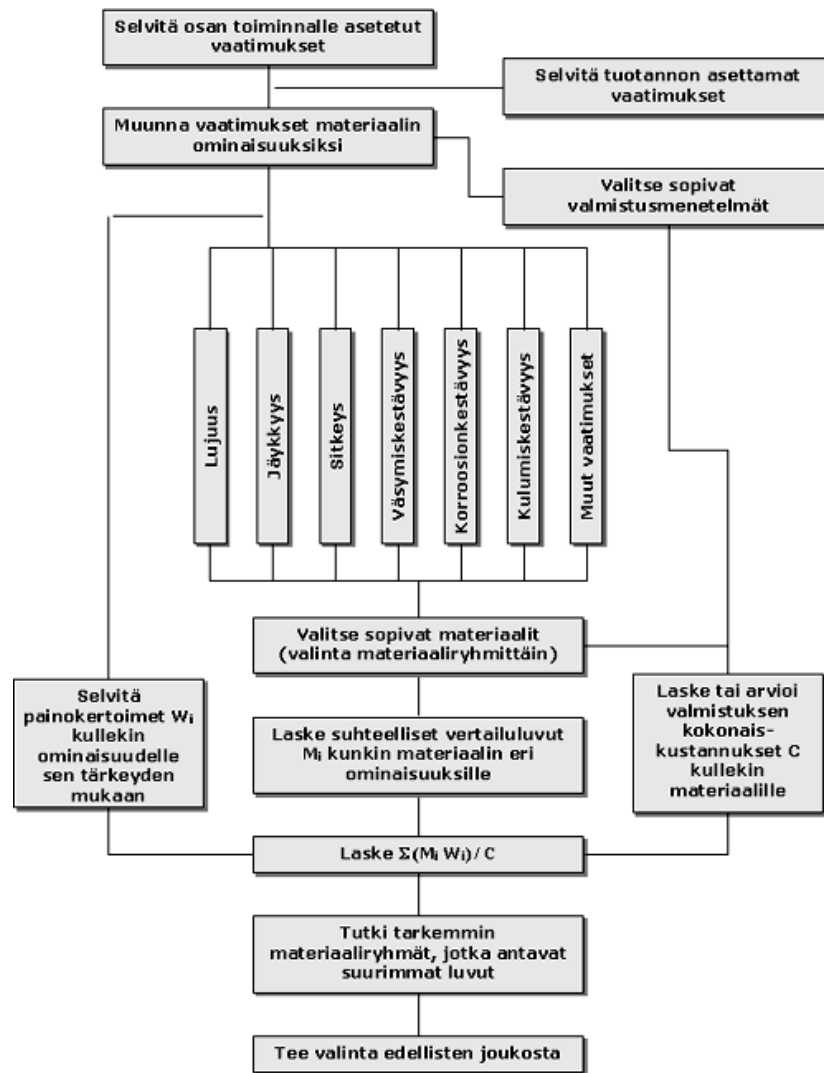 Selvitä osan toiminnalle asetetut
vaatimukset
Selvitä tuotannon asettamat
vaatimukset
Muunna vaatimukset materiaalin
ominaisuuksiksi
Valitse sopivat
valmistusmenetelmät
Lujuus
Jäykkyys
Sitkeys
Väsymiskestävyys
Korroosionkestävyys
Kulumiskestävyys
Muut vaatimukset
Valitse sopivat materiaalit
(valinta materiaaliryhmittäin)
Selvitä
painokertoimet Wi
kullekin
ominaisuudelle
sen tärkeyden
mukaan
Laske suhteelliset vertailuluvut
Mi kunkin materiaalin eri
ominaisuuksille
Laske tai arvioi
valmistuksen
kokonais-
kustannukset C
kullekin
materiaalille
Laske Σ(Mi Wi)/ C
Tutki tarkemmin
materiaaliryhmät, jotka antavat
suurimmat luvut
Tee valinta edellisten joukosta